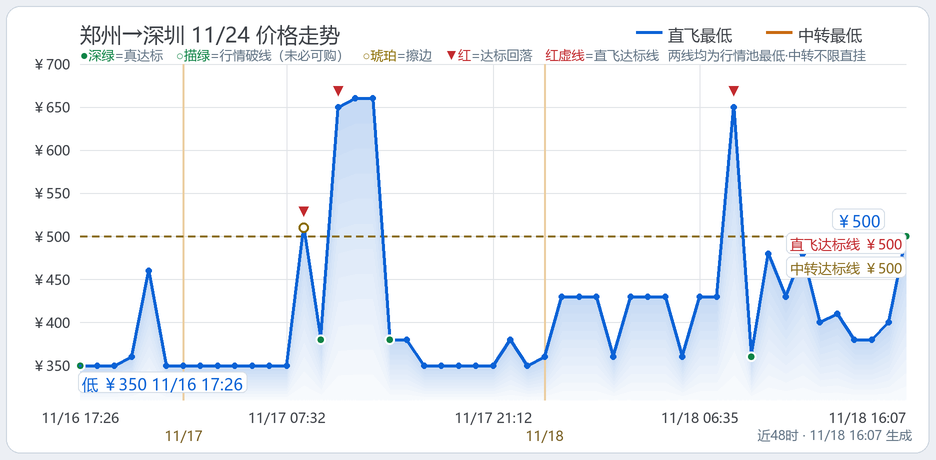 郑州→深圳 11/24 价格走势
直飞最低 中转最低
●深绿=真达标 ○描绿=行情破线（未必可购） ○琥珀=擦边 ▼红=达标回落 红虚线=直飞达标线 两线均为行情池最低·中转不限直挂
¥700
¥650
¥600
¥550
¥500
¥450
¥400
¥350
¥500
直飞达标线 ¥500
中转达标线 ¥500
低 ¥350 11/16 17:26
11/16 17:26 11/17 07:32 11/17 21:12 11/18 06:35 11/18 16:07
11/17 11/18
近48时 · 11/18 16:07 生成